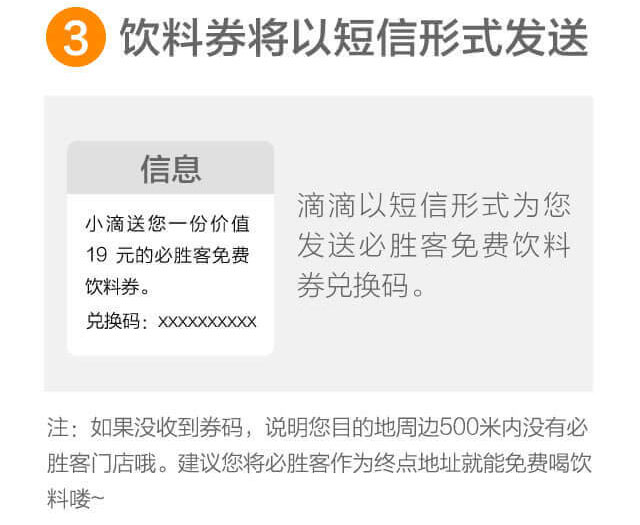 3 饮料券将以短信形式发送
信息
小滴送您一份价值
19 元的必胜客免费
饮料券。
兑换码：xxxxxxxxxx
滴滴以短信形式为您
发送必胜客免费饮料
券兑换码。
注：如果没收到券码，说明您目的地周边500米内没有必
胜客门店哦。建议您将必胜客作为终点地址就能免费喝饮
料喽~